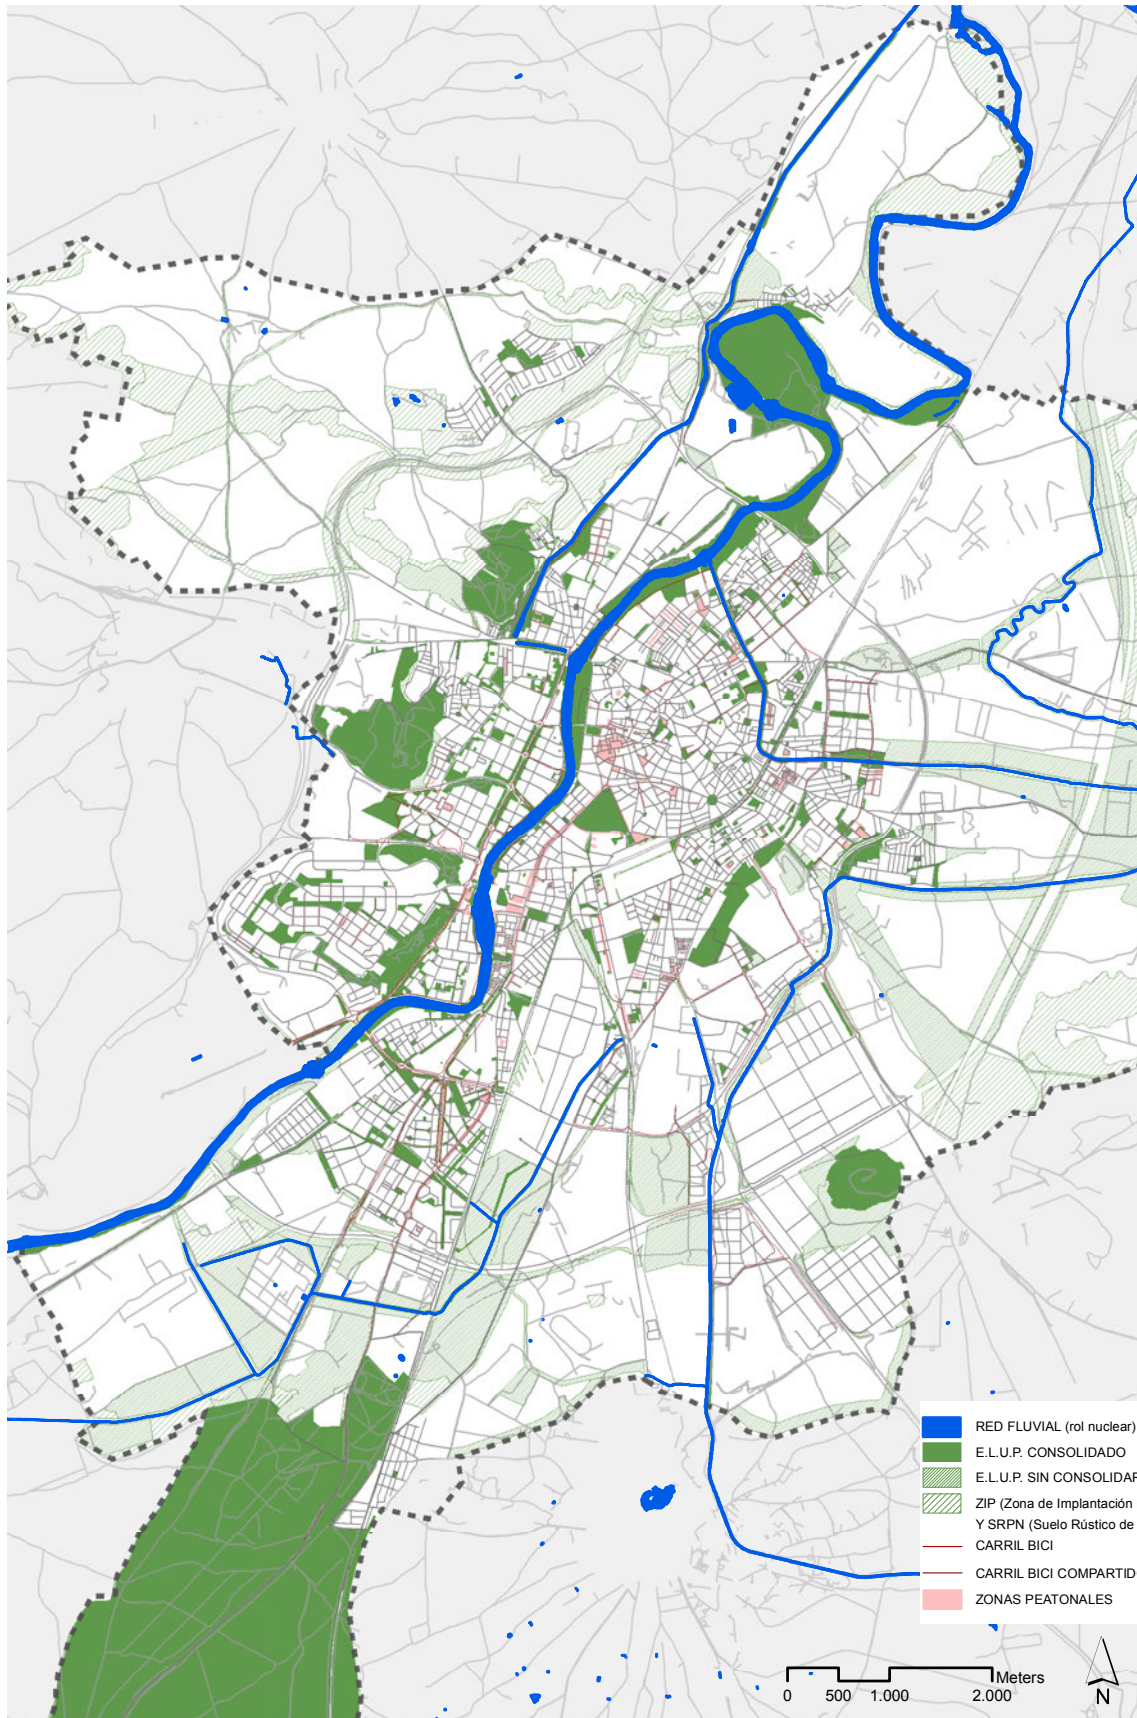 RED FLUVIAL (rol nuclear)
E.L.U.P. CONSOLIDADO
E.L.U.P. SIN CONSOLIDAR
ZIP (Zona de Implantación
Y SRPN (Suelo Rústico de
CARRIL BICI
CARRIL BICI COMPARTID
ZONAS PEATONALES
Meters
0 500 1.000 2.000
N